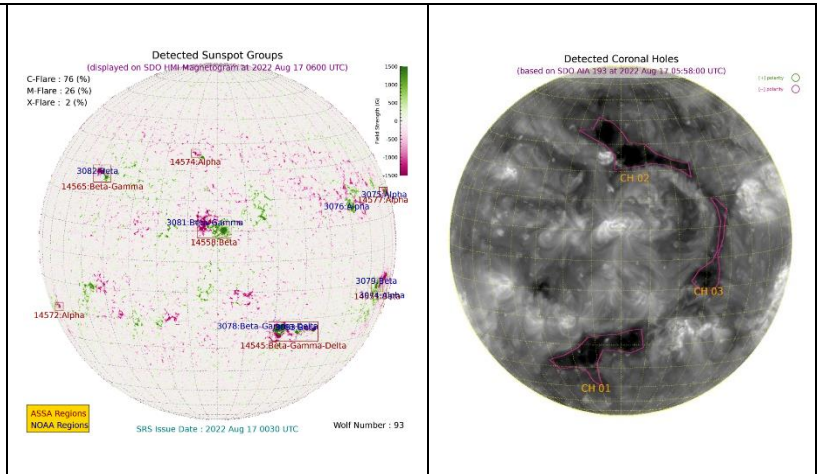 Detected Sunspot Groups
(displayed on SDO HMI Magnetogram at 2022 Aug 17 0600 UTC)
C-Flare : 76 (%)
M-Flare : 26 (%)
X-Flare : 2 (%)
1500
1000
500
0
-500
-1000
-1500
Field Strength (G)
14574:Alpha
3082:Beta
14565:Beta-Gamma
3075:Alpha
14577:Alpha
3076:Alpha
3081:Beta-Gamma
14558:Beta
3079:Beta
14572:Alpha
3078:Beta-Gamma-Delta
14545:Beta-Gamma-Delta
ASSA Regions
NOAA Regions
SRS Issue Date : 2022 Aug 17 0030 UTC
Wolf Number : 93
Detected Coronal Holes
(based on SDO AIA 193 at 2022 Aug 17 05:58:00 UTC)
(+) polarity
(-) polarity
CH 02
CH 03
CH 01